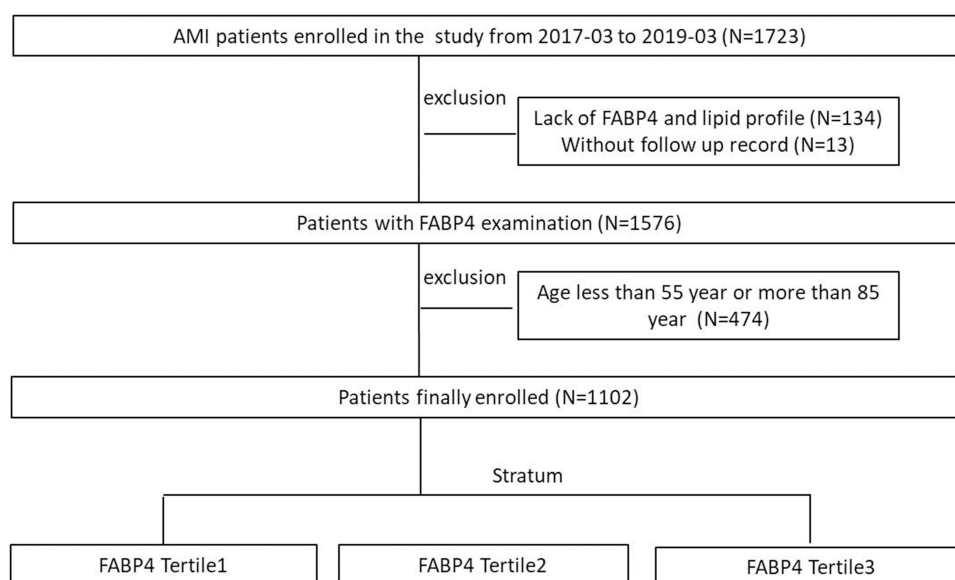 AMI patients enrolled in the study from 2017-03 to 2019-03 (N=1723)
exclusion
Lack of FABP4 and lipid profile (N=134)
Without follow up record (N=13)
Patients with FABP4 examination (N=1576)
exclusion
Age less than 55 year or more than 85
year (N=474)
Patients finally enrolled (N=1102)
Stratum
FABP4 Tertile1
FABP4 Tertile2
FABP4 Tertile3